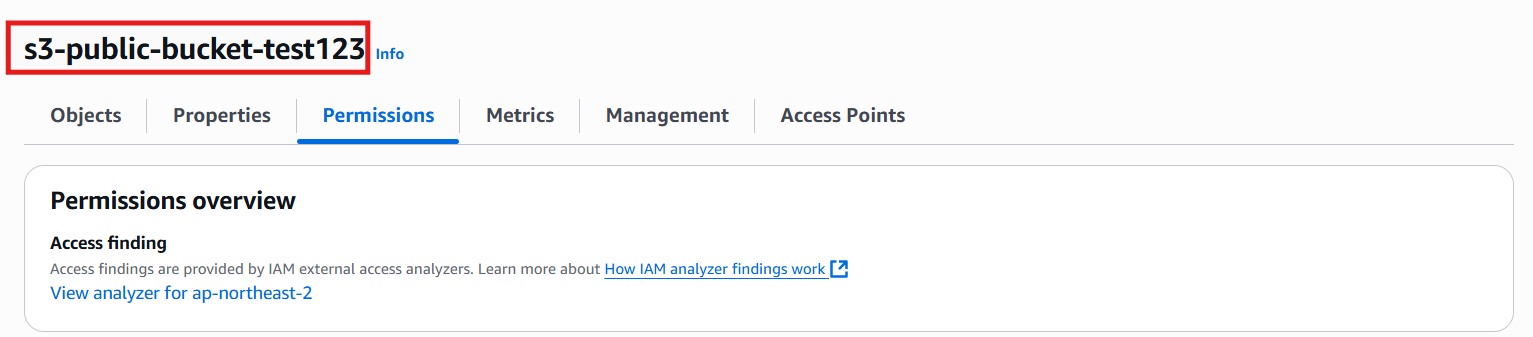 s3-public-bucket-test123 Info
Objects Properties Permissions Metrics Management Access Points
Permissions overview
Access finding
Access findings are provided by IAM external access analyzers. Learn more about How IAM analyzer findings work
View analyzer for ap-northeast-2